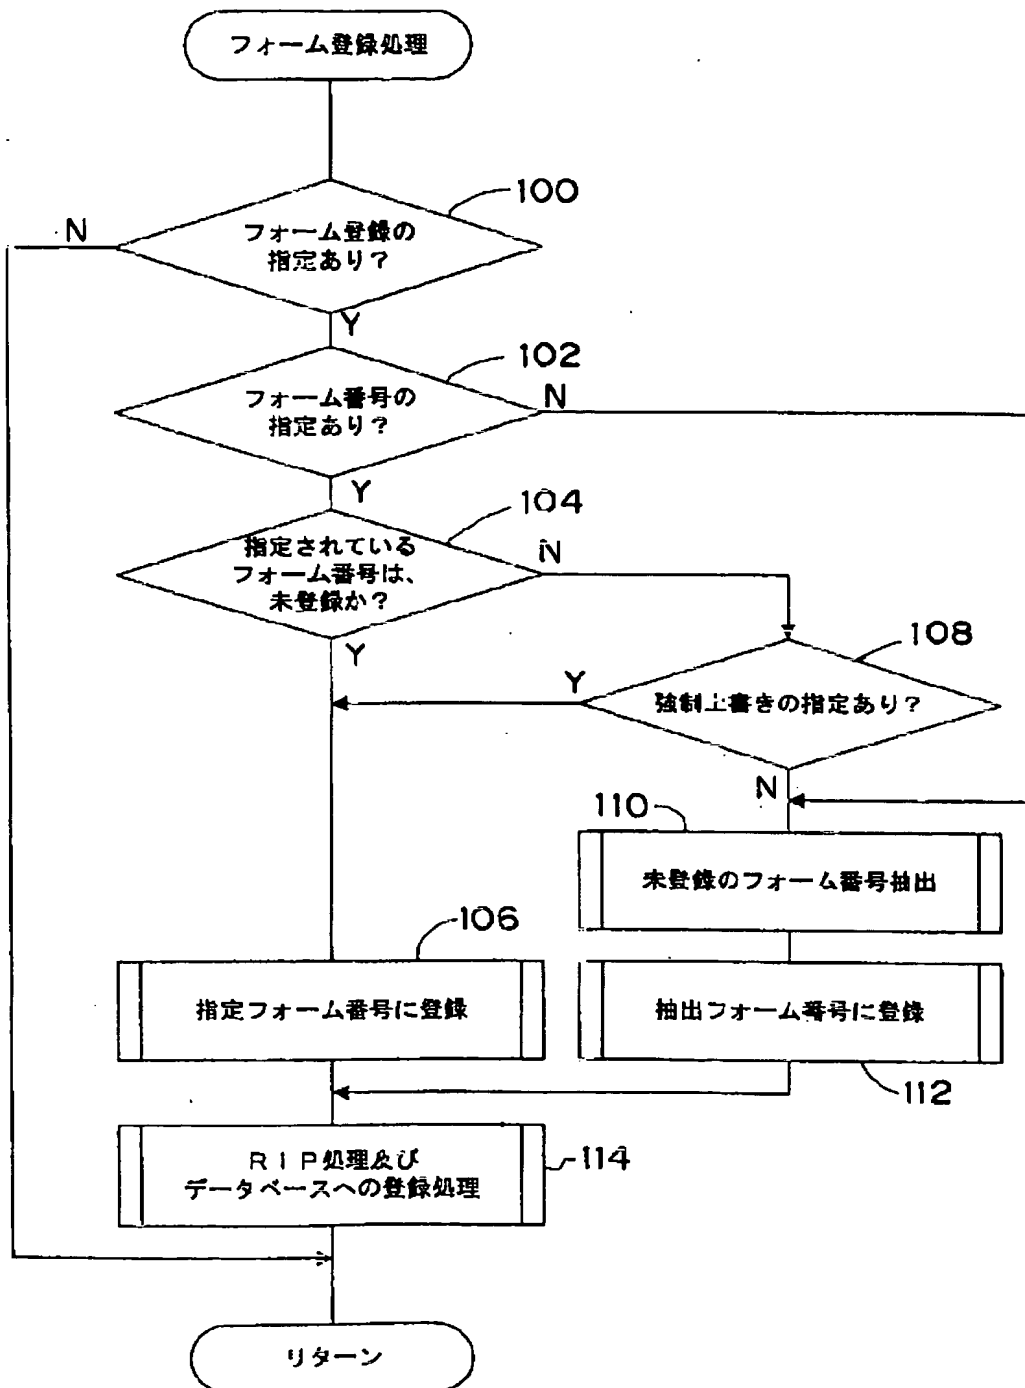 フォーム登録処理
100
N
フォーム登録の
指定あり？
Y
102
フォーム番号の
指定あり？
N
Y
104
指定されている
フォーム番号は、
未登録か？
N
Y
108
Y
強制上書きの指定あり？
N
110
未登録のフォーム番号抽出
106
指定フォーム番号に登録
抽出フォーム番号に登録
112
ＲＩＰ処理及び
データベースへの登録処理
114
リターン